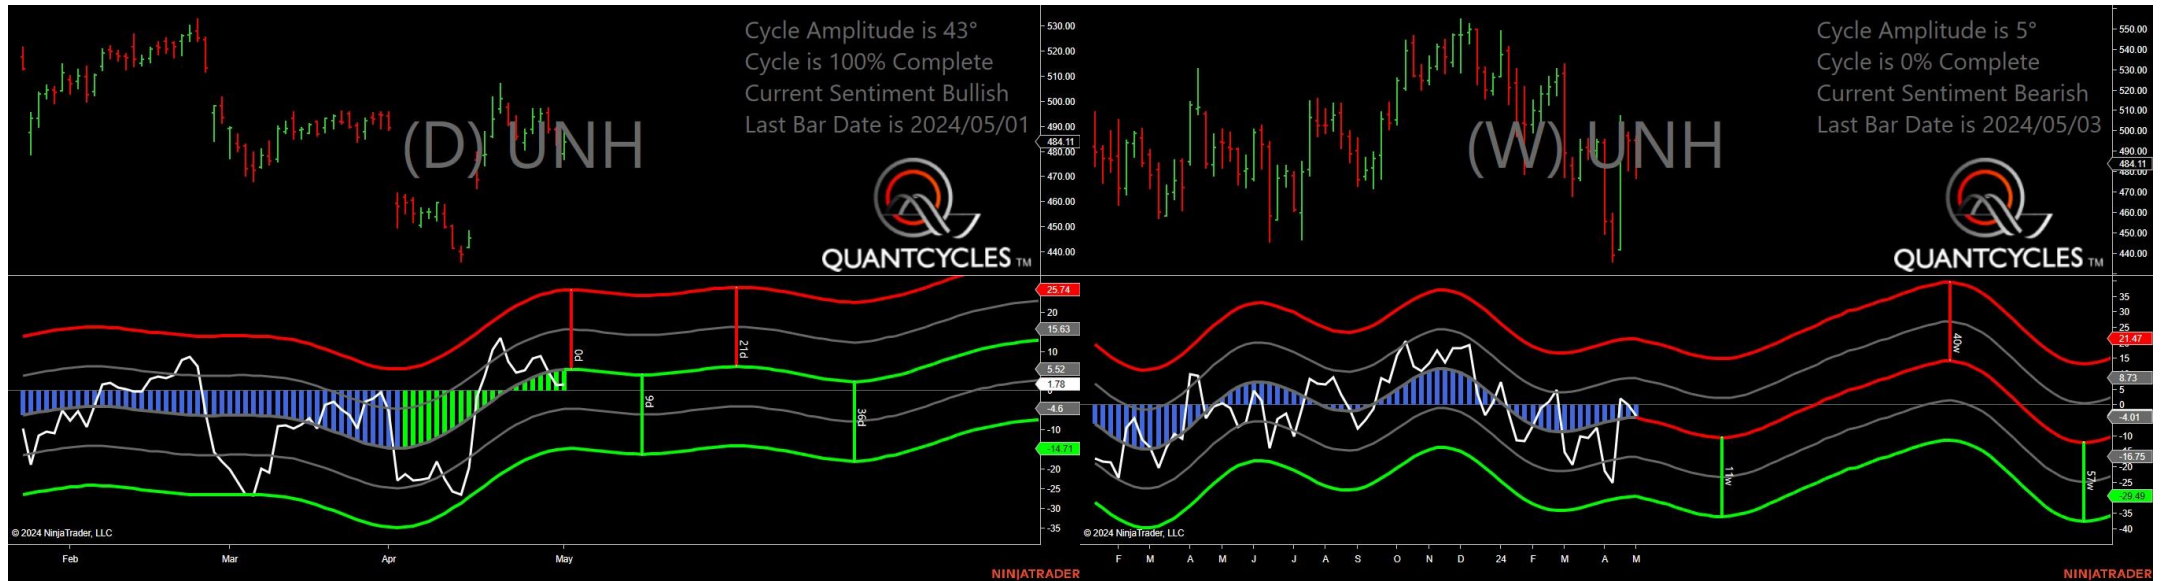 Cycle Amplitude is 43°
Cycle is 100% Complete
Current Sentiment Bullish
Last Bar Date is 2024/05/01
(D) UNH
QUANTCYCLES TM
530.00
520.00
510.00
500.00
490.00
484.11
480.00
470.00
460.00
450.00
440.00
25.74
20
15.63
10
5.52
1.78
0
-4.6
-10
-14.71
-20
-25
-30
-35
0d
9d
21d
36d
© 2024 NinjaTrader, LLC
Feb
Mar
Apr
May
NINJATRADER
Cycle Amplitude is 5°
Cycle is 0% Complete
Current Sentiment Bearish
Last Bar Date is 2024/05/03
(W) UNH
QUANTCYCLES TM
550.00
540.00
530.00
520.00
510.00
500.00
490.00
484.11
480.00
470.00
460.00
450.00
440.00
35
30
25
21.47
15
8.73
5
0
-4.01
-10
-16.75
-20
-25
-29.49
-35
-40
11w
40w
57w
© 2024 NinjaTrader, LLC
F
M
A
M
J
J
A
S
O
N
D
24
F
M
A
M
NINJATRADER